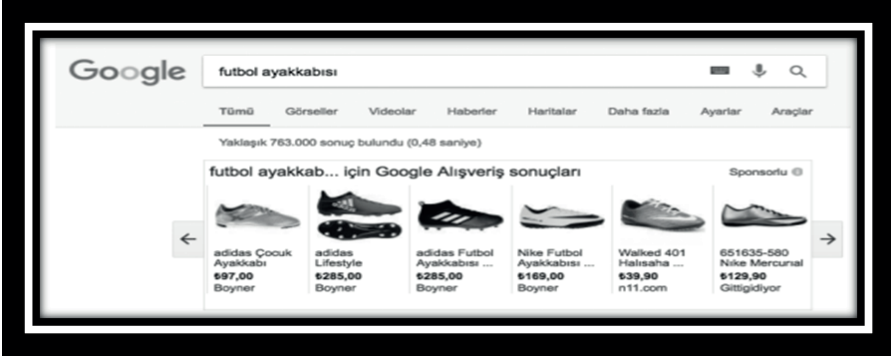 Google
futbol ayakkabısı
Tümü Görseller Videolar Haberler Haritalar Daha fazla Ayarlar Araçlar
Yaklaşık 763.000 sonuç bulundu (0,48 saniye)
futbol ayakkab... için Google Alışveriş sonuçları
Sponsorlu
adidas Çocuk
Ayakkabı
₺97,00
Boyner
adidas
Lifestyle
₺285,00
Boyner
adidas Futbol
Ayakkabısı ...
₺285,00
Boyner
Nike Futbol
Ayakkabısı ...
₺169,00
Boyner
Walked 401
Halısaha ...
₺39,90
n11.com
651635-580
Nike Mercurial
₺129,90
Gittigidiyor